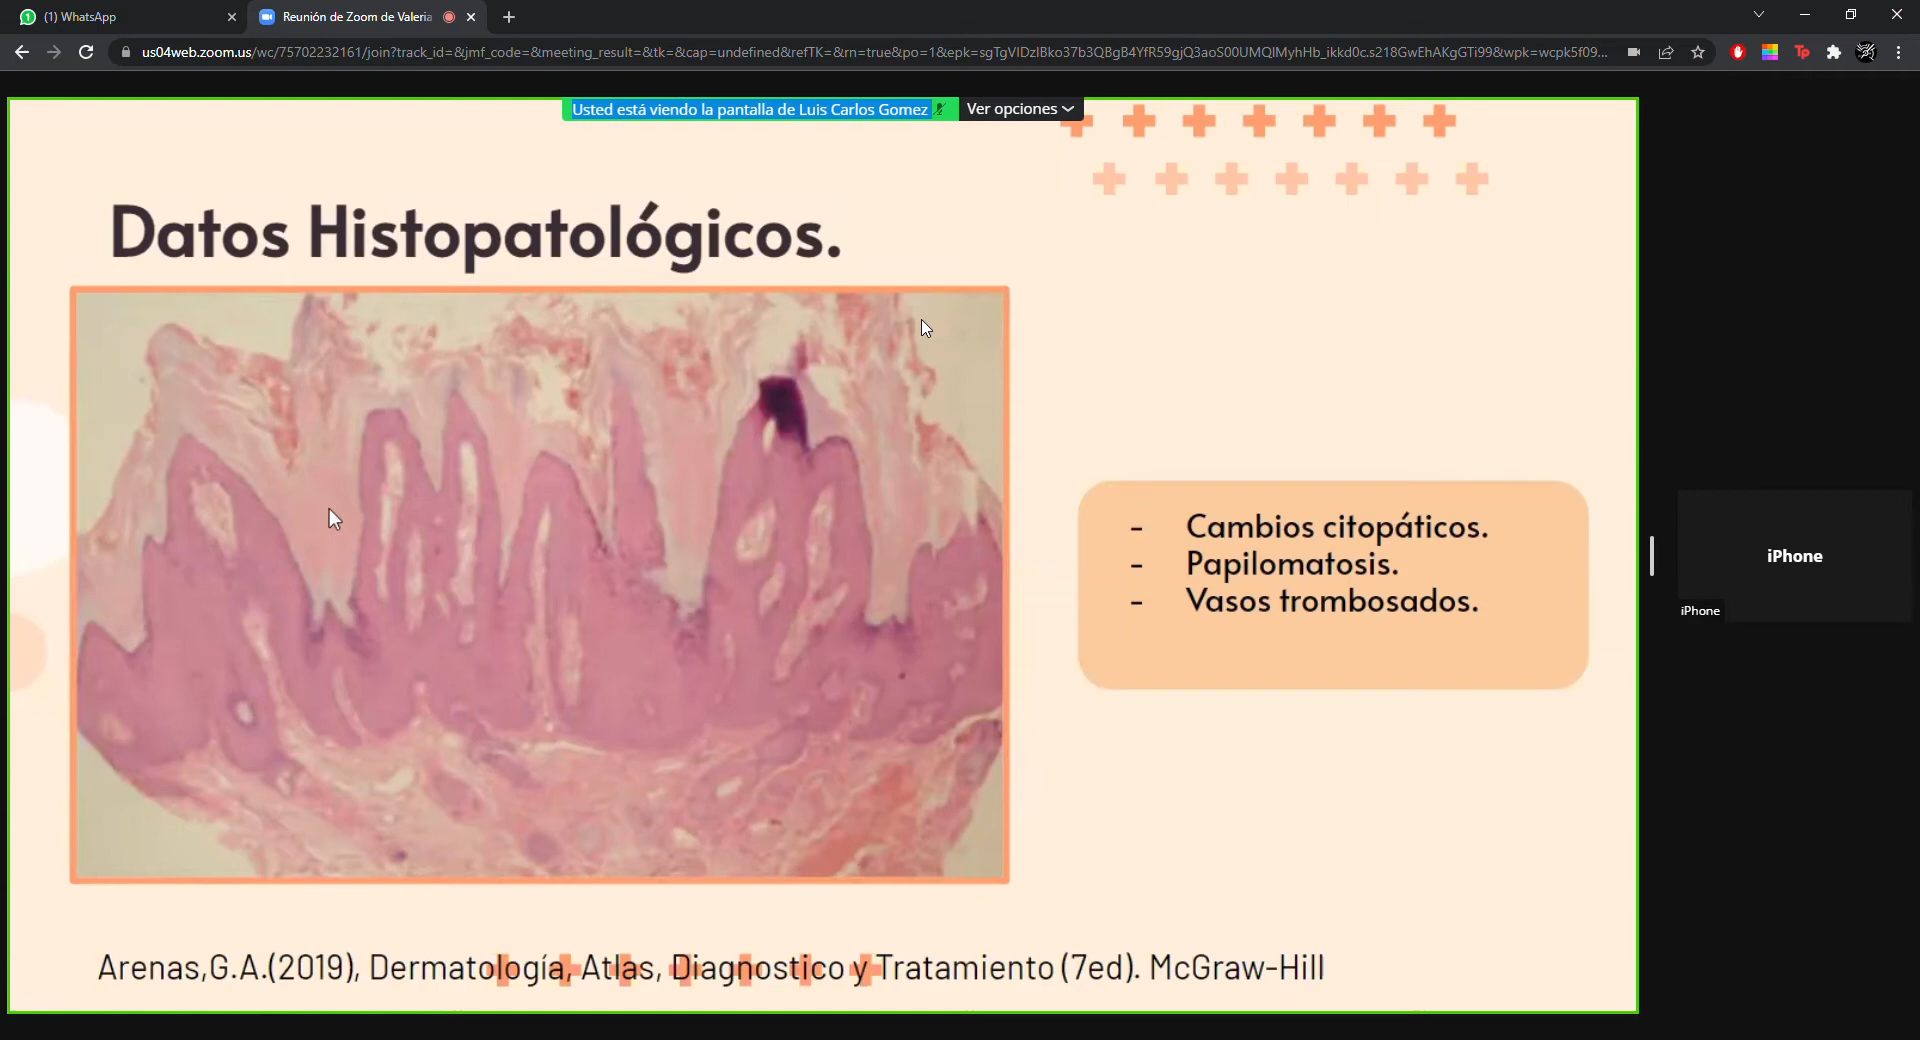 (1) WhatsApp
Reunión de Zoom de Valeria
us04web.zoom.us/wc/75702232161/join?track_id=&jmf_code=&meeting_result=&tk=&cap=undefined&refTK=&rn=true&po=1&epk=sgTgVIDzIBko37b3QBgB4YfR59gjQ3aoS00UMQIMyhHb_ikkd0c.s218GwEhAKgGTi99&wpk=wcpk5f09...
Usted está viendo la pantalla de Luis Carlos Gomez
Ver opciones
Datos Histopatológicos.
- Cambios citopáticos.
- Papilomatosis.
- Vasos trombosados.
iPhone
iPhone
Arenas,G.A.(2019), Dermatología, Atlas, Diagnostico y Tratamiento (7ed). McGraw-Hill